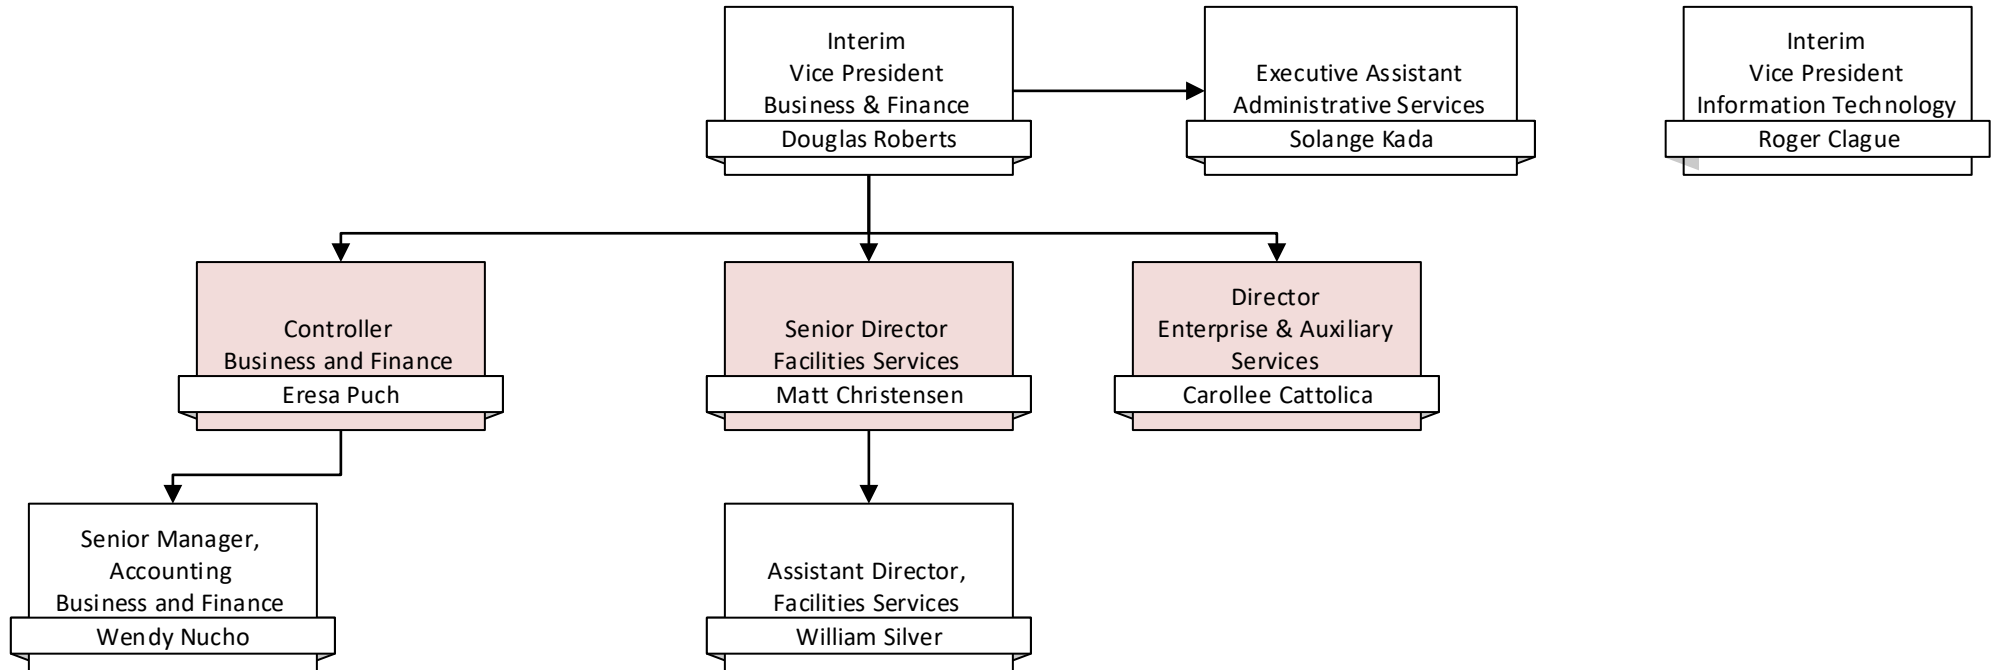 Interim
Vice President
Business & Finance
Douglas Roberts
Executive Assistant
Administrative Services
Solange Kada
Interim
Vice President
Information Technology
Roger Clague
Controller
Business and Finance
Eresa Puch
Senior Director
Facilities Services
Matt Christensen
Director
Enterprise & Auxiliary
Services
Carollee Cattolica
Senior Manager,
Accounting
Business and Finance
Wendy Nucho
Assistant Director,
Facilities Services
William Silver